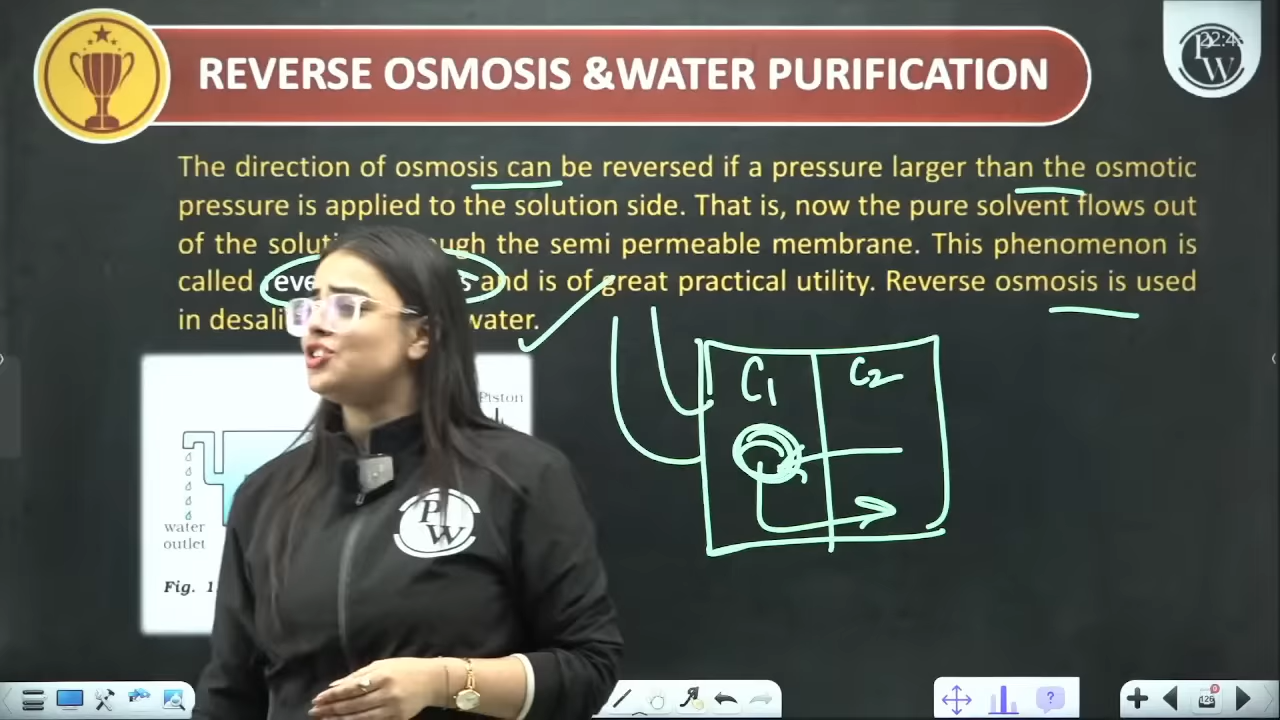 REVERSE OSMOSIS &WATER PURIFICATION
The direction of osmosis can be reversed if a pressure larger than the osmotic
pressure is applied to the solution side. That is, now the pure solvent flows out
of the the semi permeable membrane. This phenomenon is
called and is of great practical utility. Reverse osmosis is used
in water.
C1 C2
Piston
water
outlet
Fig. 1
PW
PW
126